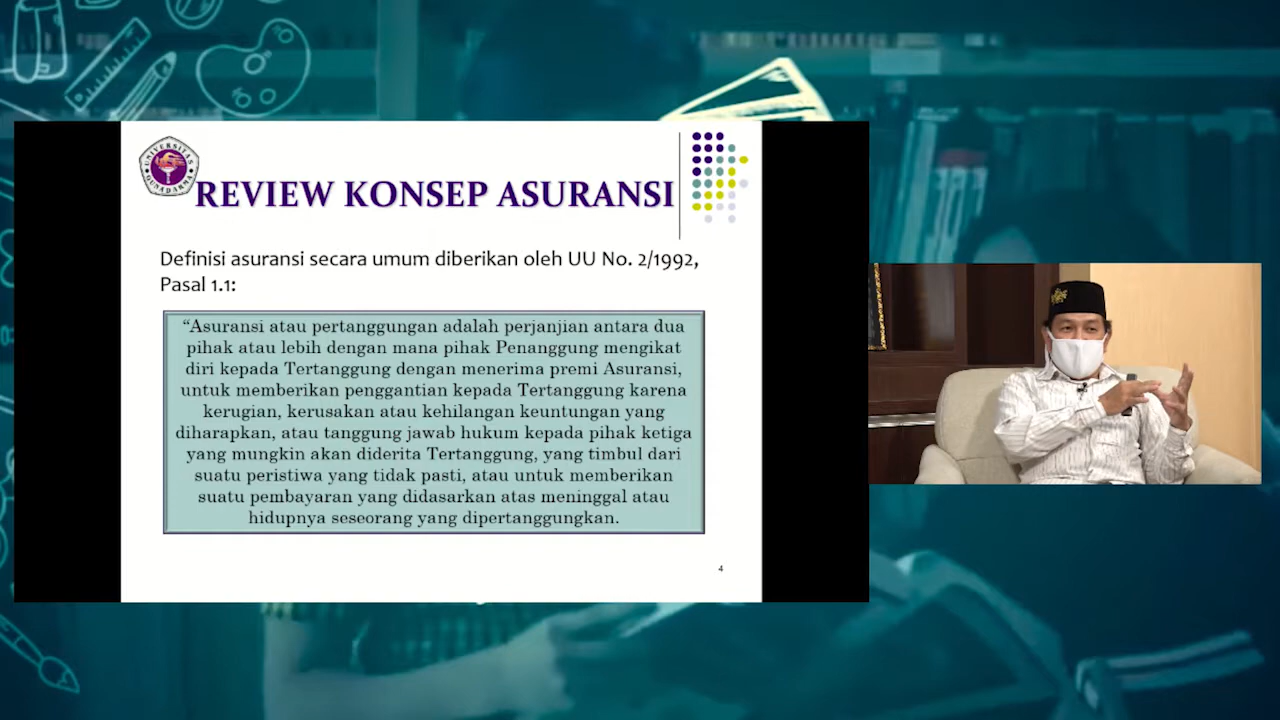 UNIVERSITAS
GUNADARMA
REVIEW KONSEP ASURANSI
Definisi asuransi secara umum diberikan oleh UU No. 2/1992,
Pasal 1.1:
“Asuransi atau pertanggungan adalah perjanjian antara dua
pihak atau lebih dengan mana pihak Penanggung mengikat
diri kepada Tertanggung dengan menerima premi Asuransi,
untuk memberikan penggantian kepada Tertanggung karena
kerugian, kerusakan atau kehilangan keuntungan yang
diharapkan, atau tanggung jawab hukum kepada pihak ketiga
yang mungkin akan diderita Tertanggung, yang timbul dari
suatu peristiwa yang tidak pasti, atau untuk memberikan
suatu pembayaran yang didasarkan atas meninggal atau
hidupnya seseorang yang dipertanggungkan.
4